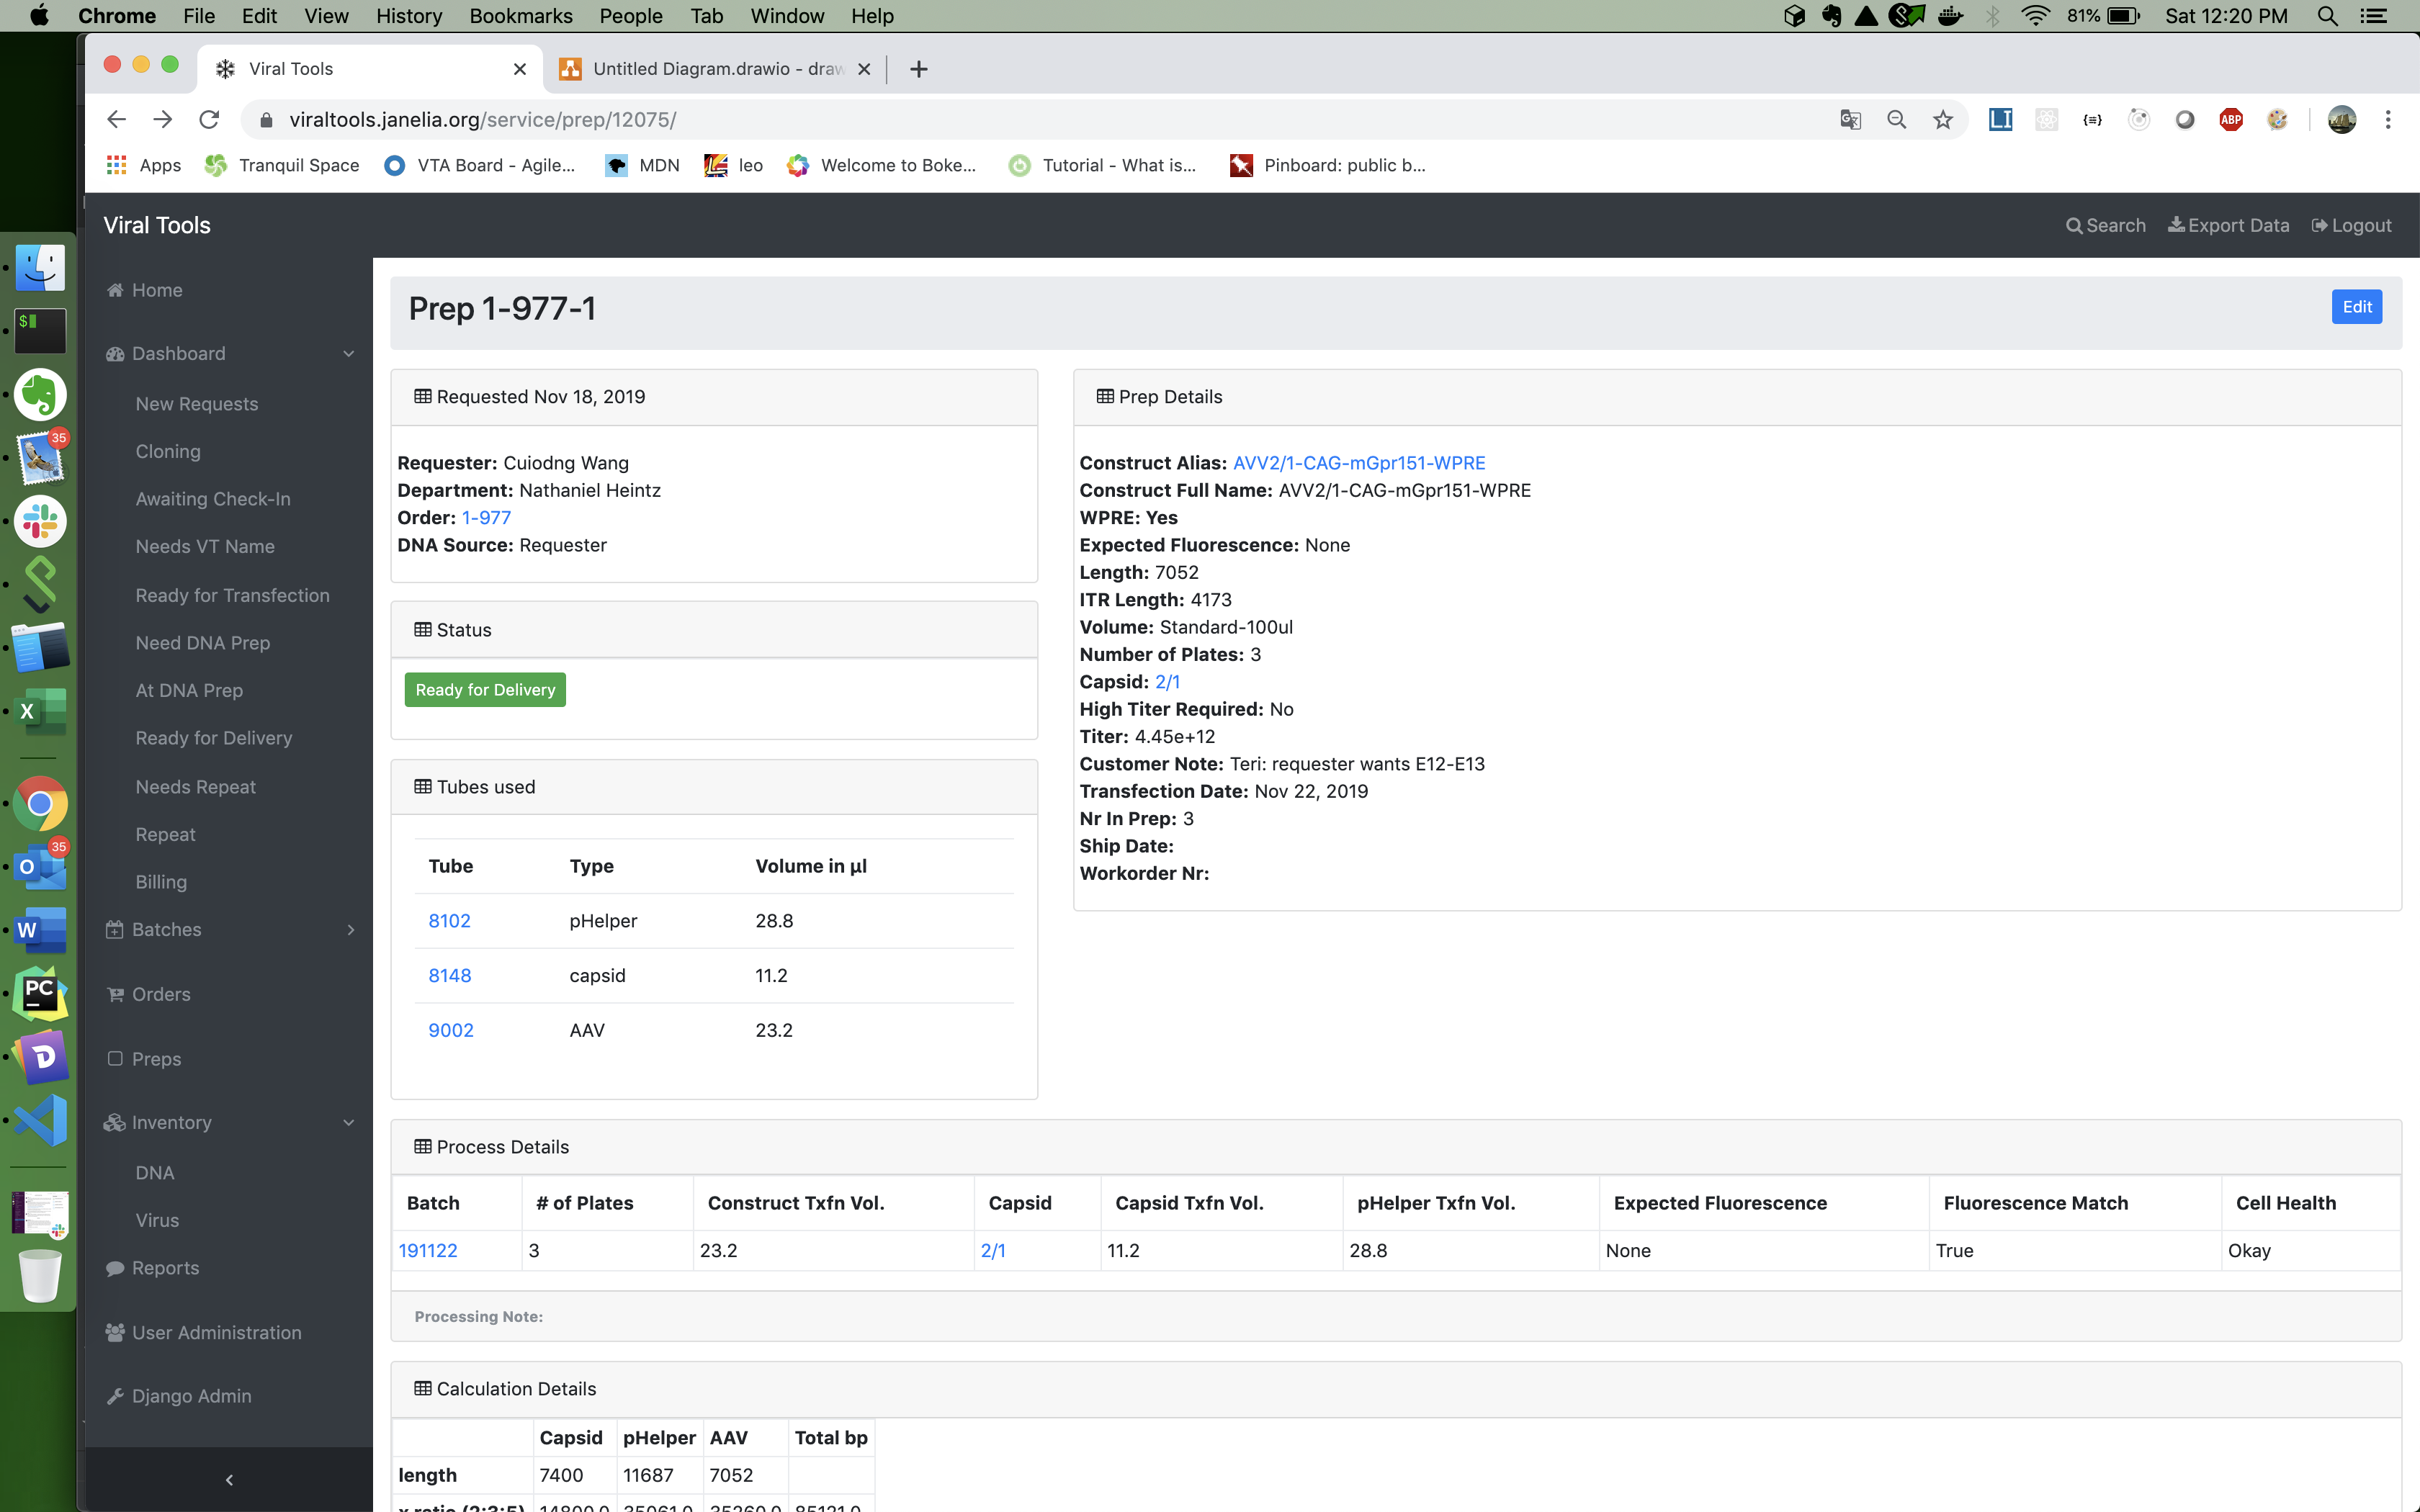 Chrome File Edit View History Bookmarks People Tab Window Help 81% Sat 12:20 PM
Viral Tools Untitled Diagram.drawio - draw
viraltools.janelia.org/service/prep/12075/
Apps Tranquil Space VTA Board - Agile... MDN leo Welcome to Boke... Tutorial - What is... Pinboard: public b...
Viral Tools
Search Export Data Logout
Home
Dashboard
New Requests
Cloning
Awaiting Check-In
Needs VT Name
Ready for Transfection
Need DNA Prep
At DNA Prep
Ready for Delivery
Needs Repeat
Repeat
Billing
Batches
Orders
Preps
Inventory
DNA
Virus
Reports
User Administration
Django Admin
35
35
Prep 1-977-1
Edit
Requested Nov 18, 2019
Requester: Cuiodng Wang
Department: Nathaniel Heintz
Order: 1-977
DNA Source: Requester
Status
Ready for Delivery
Tubes used
Tube Type Volume in µl
8102 pHelper 28.8
8148 capsid 11.2
9002 AAV 23.2
Prep Details
Construct Alias: AVV2/1-CAG-mGpr151-WPRE
Construct Full Name: AVV2/1-CAG-mGpr151-WPRE
WPRE: Yes
Expected Fluorescence: None
Length: 7052
ITR Length: 4173
Volume: Standard-100ul
Number of Plates: 3
Capsid: 2/1
High Titer Required: No
Titer: 4.45e+12
Customer Note: Teri: requester wants E12-E13
Transfection Date: Nov 22, 2019
Nr In Prep: 3
Ship Date:
Workorder Nr:
Process Details
Batch # of Plates Construct Txfn Vol. Capsid Capsid Txfn Vol. pHelper Txfn Vol. Expected Fluorescence Fluorescence Match Cell Health
191122 3 23.2 2/1 11.2 28.8 None True Okay
Processing Note:
Calculation Details
Capsid pHelper AAV Total bp
length 7400 11687 7052
x ratio (2:3:5) 14800.0 35061.0 35260.0 85121.0